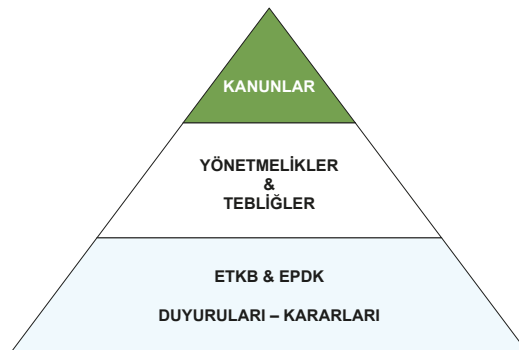 KANUNLAR
YÖNETMELİKLER
&
TEBLİĞLER
ETKB & EPDK
DUYURULARI – KARARLARI